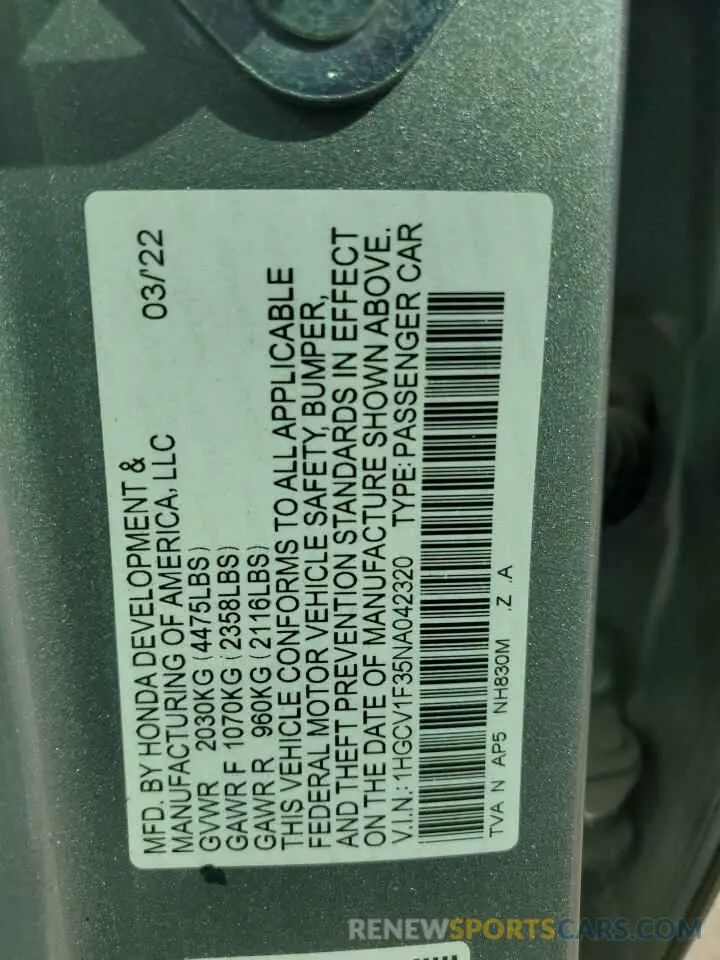 MFD. BY HONDA DEVELOPMENT &
MANUFACTURING OF AMERICA, LLC 03/'22
GVWR 2030KG (4475LBS)
GAWR F 1070KG (2358LBS)
GAWR R 960KG (2116LBS)
THIS VEHICLE CONFORMS TO ALL APPLICABLE
FEDERAL MOTOR VEHICLE SAFETY, BUMPER,
AND THEFT PREVENTION STANDARDS IN EFFECT
ON THE DATE OF MANUFACTURE SHOWN ABOVE.
V.I.N.: 1HGCV1F35NA042320 TYPE: PASSENGER CAR
TVA N AP5 NH830M .Z .A
RENEWSPORTSCARS.COM